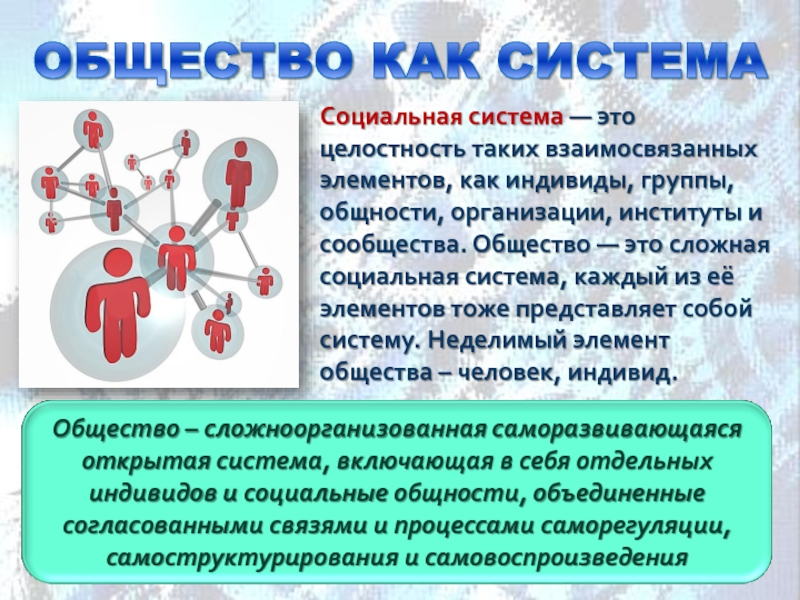 ОБЩЕСТВО КАК СИСТЕМА
Социальная система — это
целостность таких взаимосвязанных
элементов, как индивиды, группы,
общности, организации, институты и
сообщества. Общество — это сложная
социальная система, каждый из её
элементов тоже представляет собой
систему. Неделимый элемент
общества – человек, индивид.
Общество – сложноорганизованная саморазвивающаяся
открытая система, включающая в себя отдельных
индивидов и социальные общности, объединенные
согласованными связями и процессами саморегуляции,
самоструктурирования и самовоспроизведения